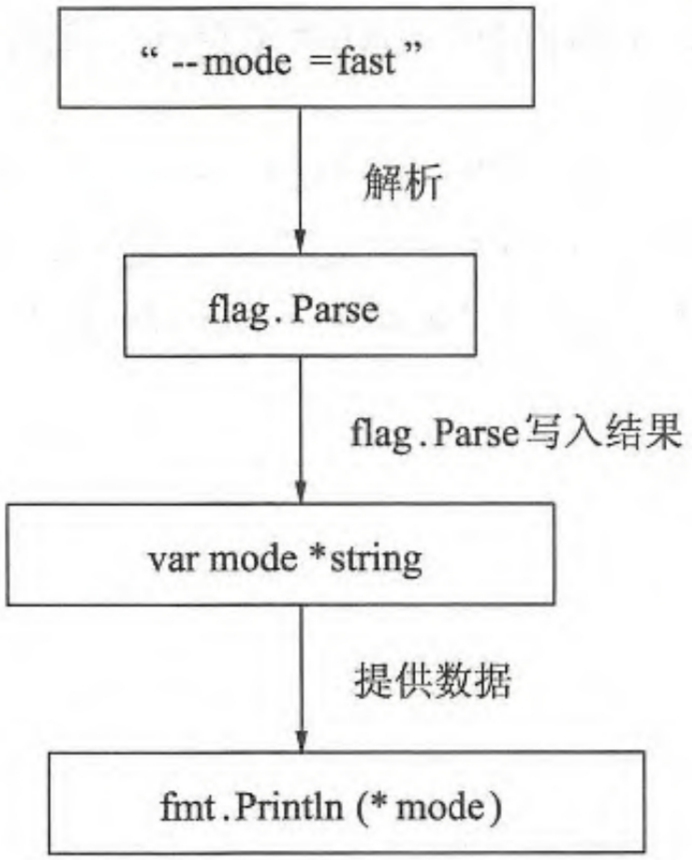 “--mode =fast”
解析
flag.Parse
flag.Parse写入结果
var mode *string
提供数据
fmt.Println (* mode)